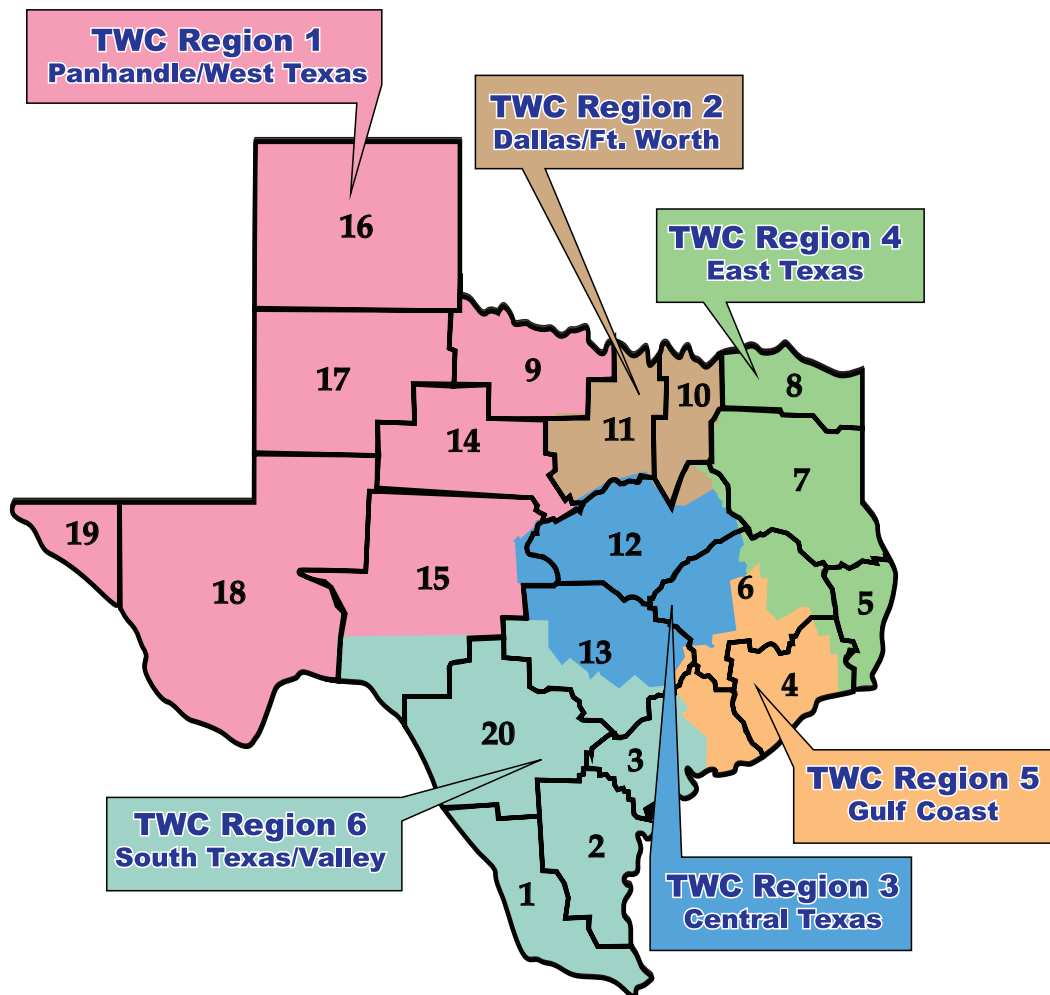 TWC Region 1
Panhandle/West Texas
TWC Region 2
Dallas/Ft. Worth
TWC Region 4
East Texas
16
9
8
17
10
11
14
7
19
12
18
15
6
5
13
4
20
3
TWC Region 5
Gulf Coast
TWC Region 6
South Texas/Valley
2
1
TWC Region 3
Central Texas